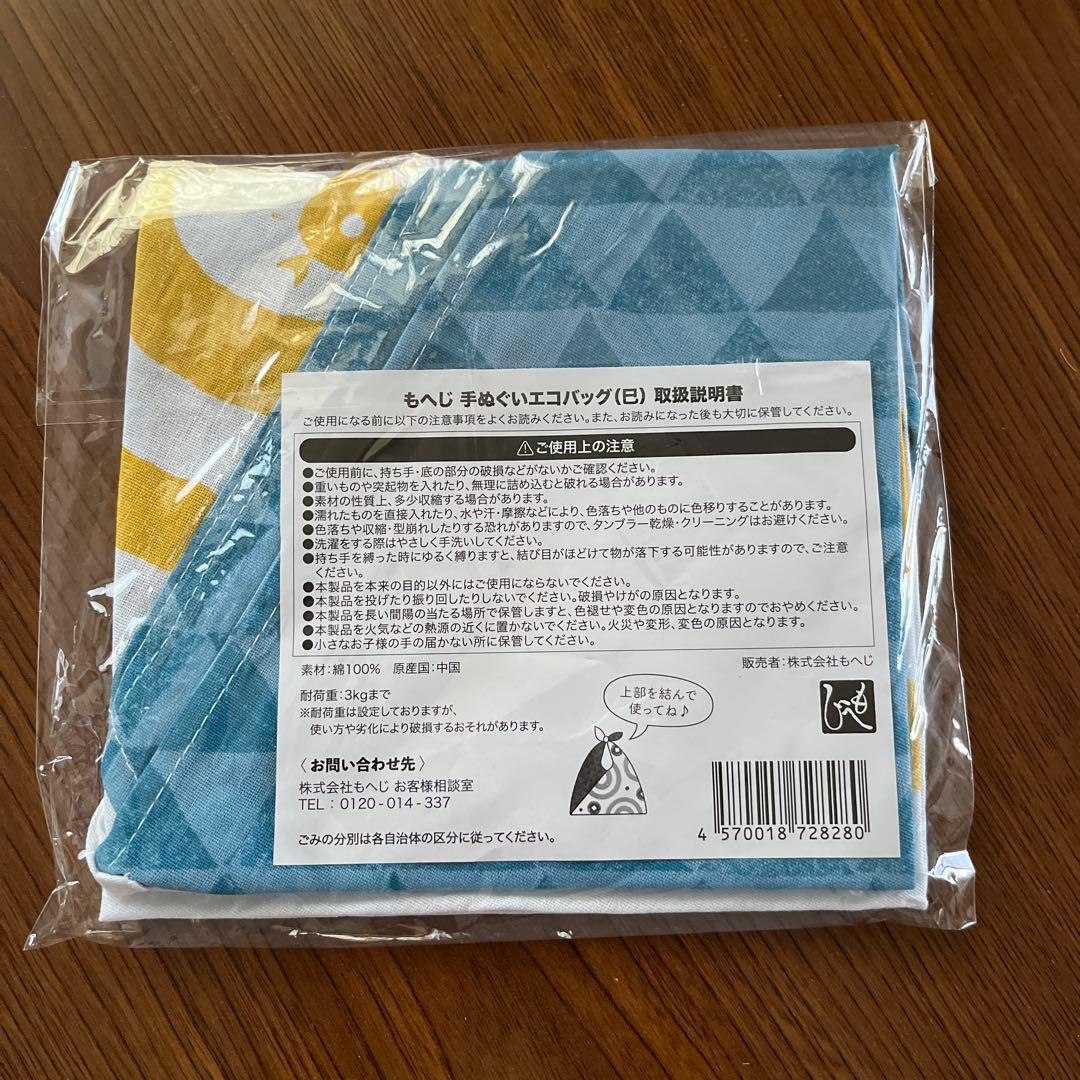 もへじ 手ぬぐいエコバッグ(巳) 取扱説明書
ご使用になる前に以下の注意事項をよくお読みください。また、お読みになった後も大切に保管してください。
⚠ご使用上の注意
●ご使用前に、持ち手・底の部分の破損などがないかご確認ください。
●重いものや突起物を入れたり、無理に詰め込むと破れる場合があります。
●素材の性質上、多少収縮する場合があります。
●濡れたものを直接入れたり、水や汗・摩擦などにより、色落ちや他のものに色移りすることがあります。
●色落ちや収縮・型崩れしたりする恐れがありますので、タンブラー乾燥・クリーニングはお避けください。
●洗濯をする際はやさしく手洗いしてください。
●持ち手を縛った時にゆるく縛りますと、結び目がほどけて物が落下する可能性がありますので、ご注意
ください。
●本製品を本来の目的以外にはご使用にならないでください。
●本製品を投げたり振り回したりしないでください。破損やけがの原因となります。
●本製品を長い間陽の当たる場所で保管しますと、色褪せや変色の原因となりますのでおやめください。
●本製品を火気などの熱源の近くに置かないでください。火災や変形、変色の原因となります。
●小さなお子様の手の届かない所に保管してください。
素材:綿100% 原産国:中国
販売者:株式会社もへじ
耐荷重:3kgまで
※耐荷重は設定しておりますが、
使い方や劣化により破損するおそれがあります。
上部を結んで
使ってね♪
もへじ
〈お問い合わせ先〉
株式会社もへじ お客様相談室
TEL:0120-014-337
ごみの分別は各自治体の区分に従ってください。
4 570018 728280